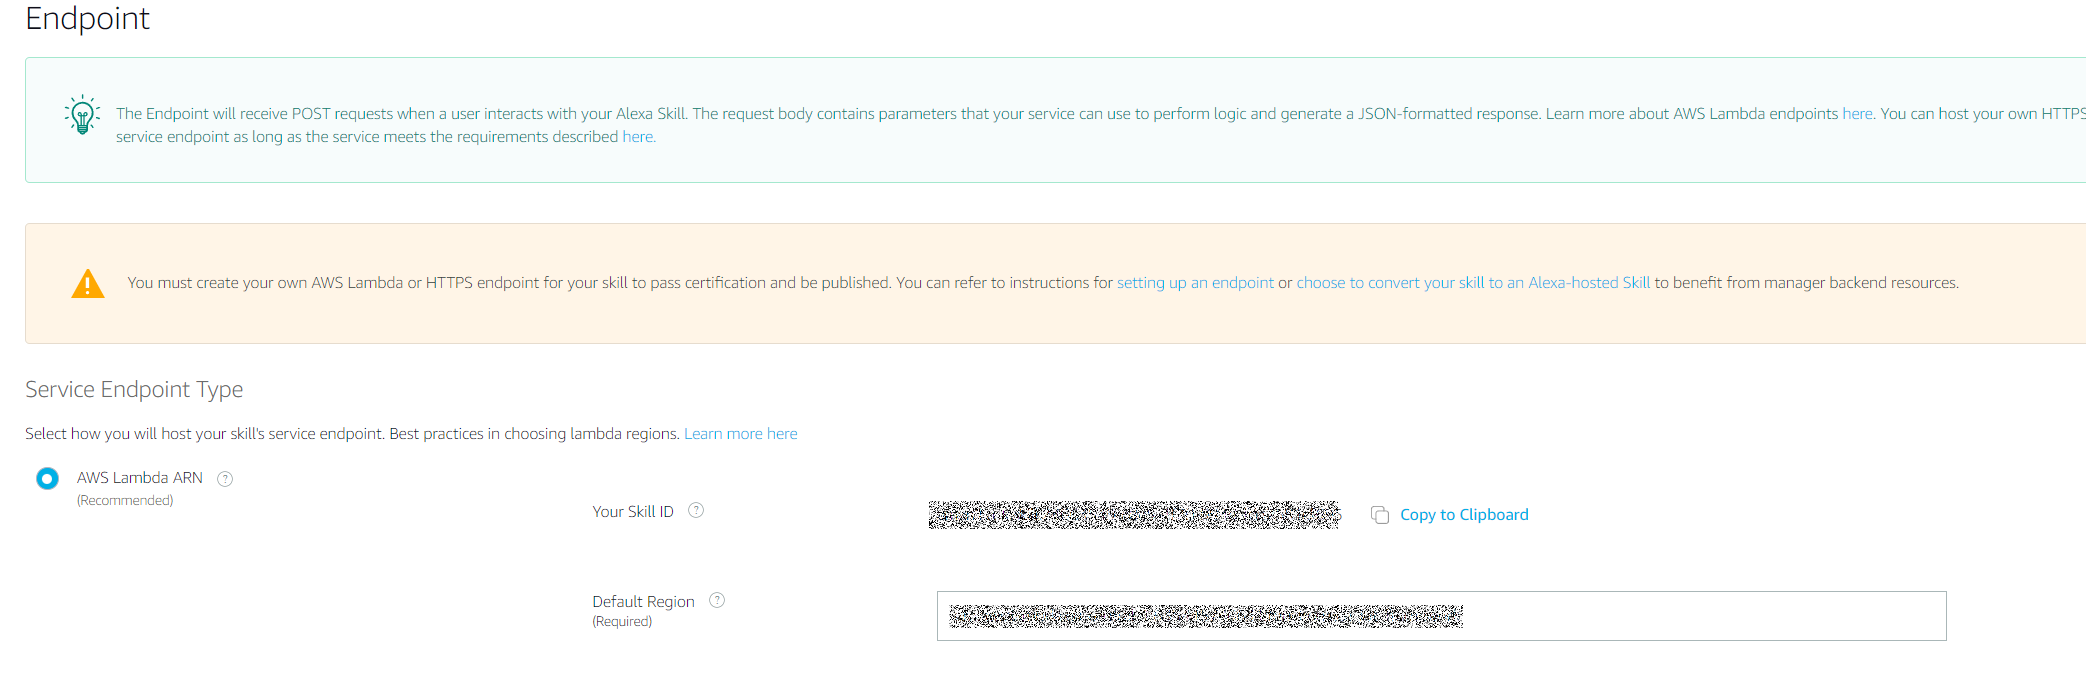 Endpoint
The Endpoint will receive POST requests when a user interacts with your Alexa Skill. The request body contains parameters that your service can use to perform logic and generate a JSON-formatted response. Learn more about AWS Lambda endpoints here. You can host your own HTTPS
service endpoint as long as the service meets the requirements described here.
You must create your own AWS Lambda or HTTPS endpoint for your skill to pass certification and be published. You can refer to instructions for setting up an endpoint or choose to convert your skill to an Alexa-hosted Skill to benefit from manager backend resources.
Service Endpoint Type
Select how you will host your skill's service endpoint. Best practices in choosing lambda regions. Learn more here
AWS Lambda ARN ?
(Recommended)
Your Skill ID ? Copy to Clipboard
Default Region ?
(Required)